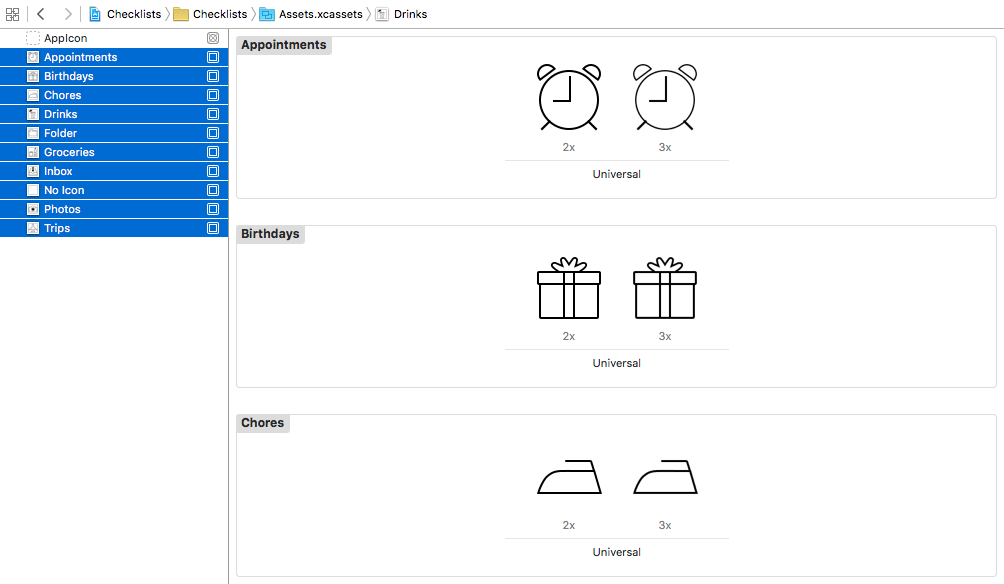 Checklists Checklists Assets.xcassets Drinks
AppIcon
Appointments
Birthdays
Chores
Drinks
Folder
Groceries
Inbox
No Icon
Photos
Trips
Appointments
2x 3x
Universal
Birthdays
2x 3x
Universal
Chores
2x 3x
Universal